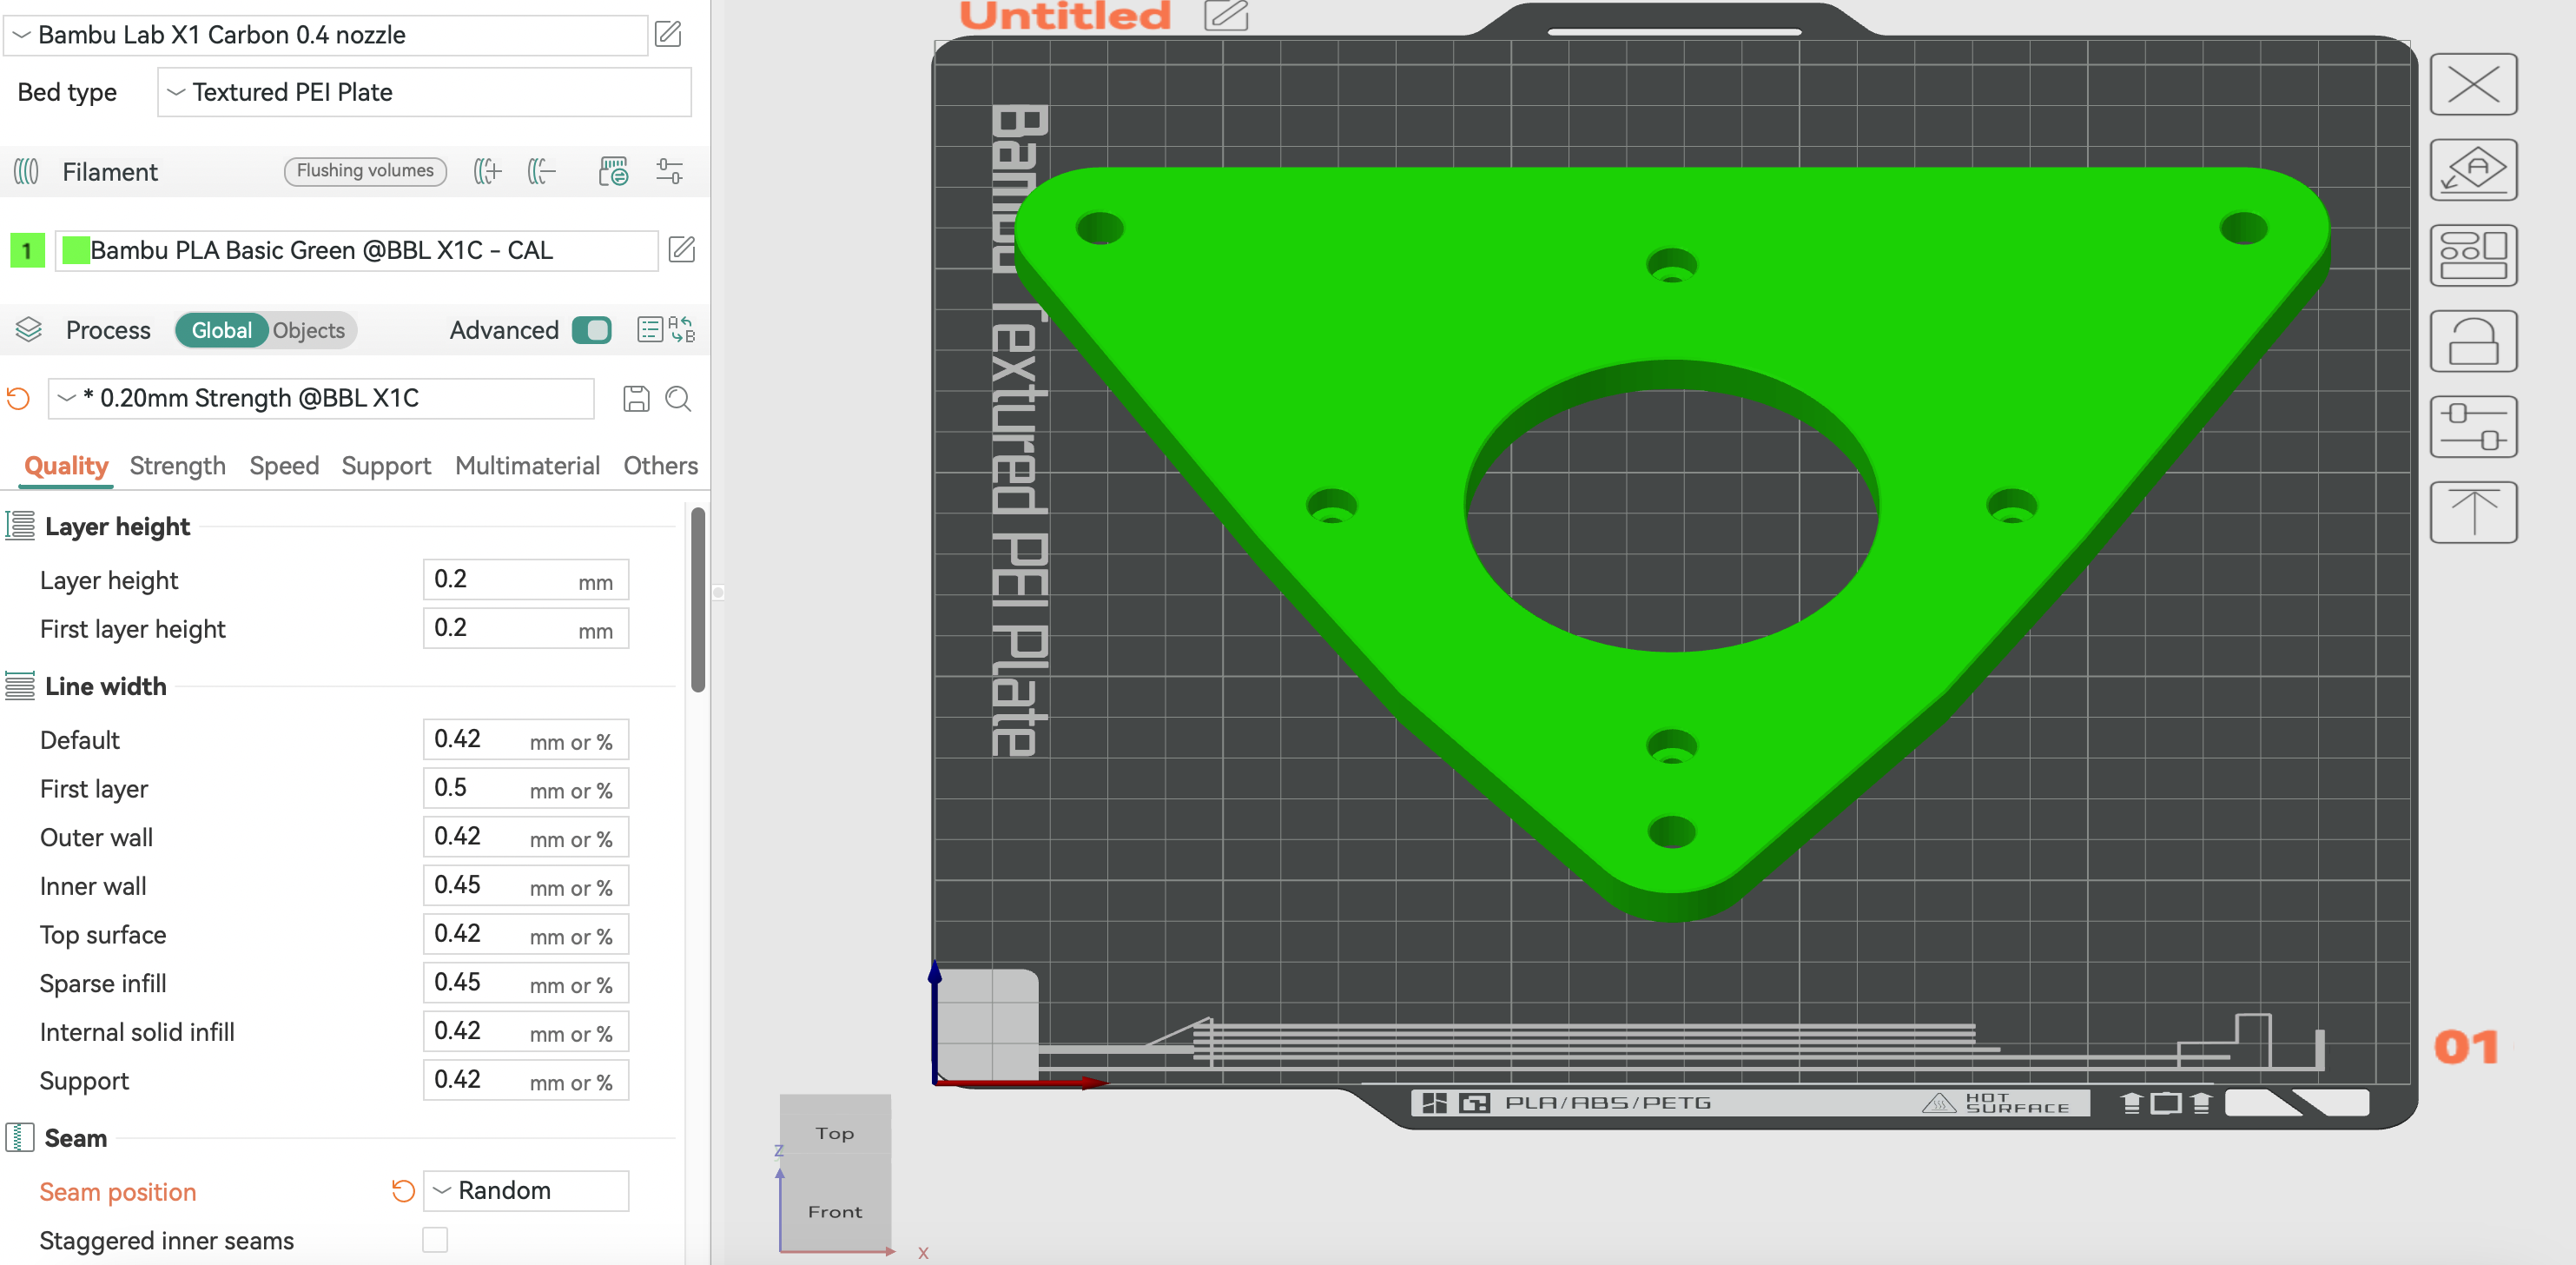 Bambu Lab X1 Carbon 0.4 nozzle
Bed type
Textured PEI Plate
Filament
Flushing volumes
1
Bambu PLA Basic Green @BBL X1C - CAL
Process
Global
Objects
Advanced
* 0.20mm Strength @BBL X1C
Quality
Strength
Speed
Support
Multimaterial
Others
Layer height
Layer height
0.2
mm
First layer height
0.2
mm
Line width
Default
0.42
mm or %
First layer
0.5
mm or %
Outer wall
0.42
mm or %
Inner wall
0.45
mm or %
Top surface
0.42
mm or %
Sparse infill
0.45
mm or %
Internal solid infill
0.42
mm or %
Support
0.42
mm or %
Seam
Seam position
Random
Staggered inner seams
Untitled
Bambu Textured PEI Plate
A
01
PLA/ABS/PETG
HOT
SURFACE
Top
Front
Z
X